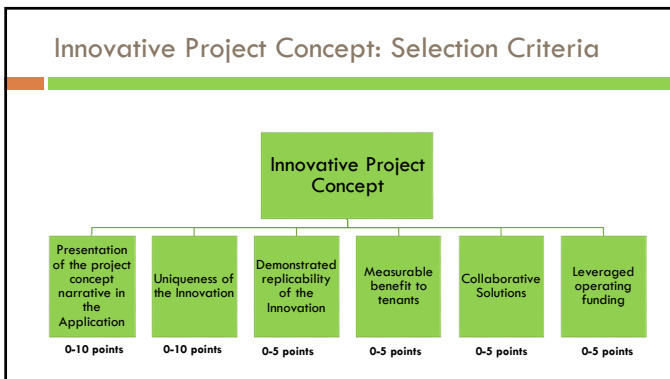 Innovative Project Concept: Selection Criteria
Innovative Project
Concept
Presentation
of the project
concept
narrative in
the
Application
Uniqueness of
the Innovation
Demonstrated
replicability of
the Innovation
Measurable
benefit to
tenants
Collaborative
Solutions
Leveraged
operating
funding
0-10 points
0-10 points
0-5 points
0-5 points
0-5 points
0-5 points